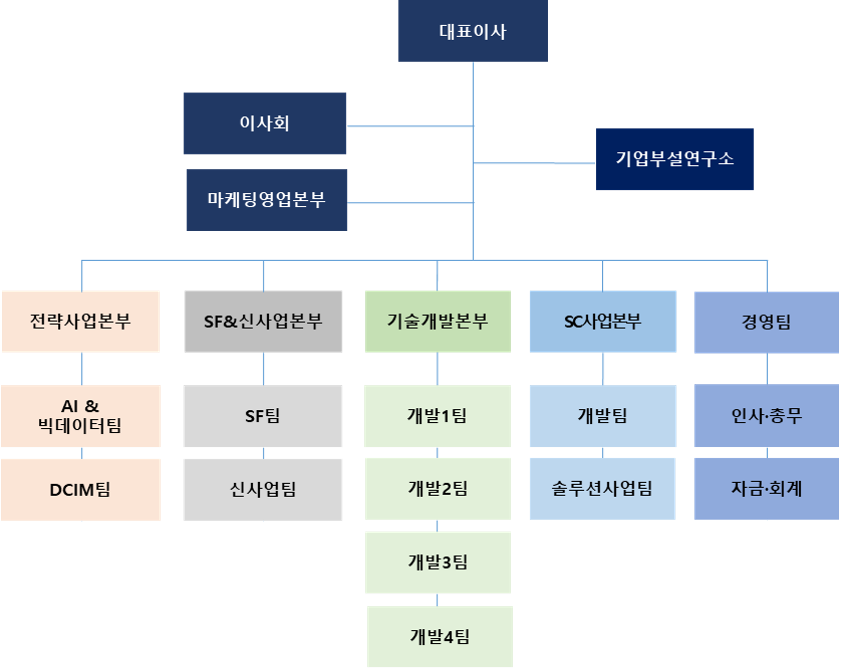 대표이사
이사회
기업부설연구소
마케팅영업본부
전략사업본부
SF&신사업본부
기술개발본부
SC사업본부
경영팀
AI &
빅데이터팀
SF팀
개발1팀
개발팀
인사·총무
DCIM팀
신사업팀
개발2팀
솔루션사업팀
자금·회계
개발3팀
개발4팀